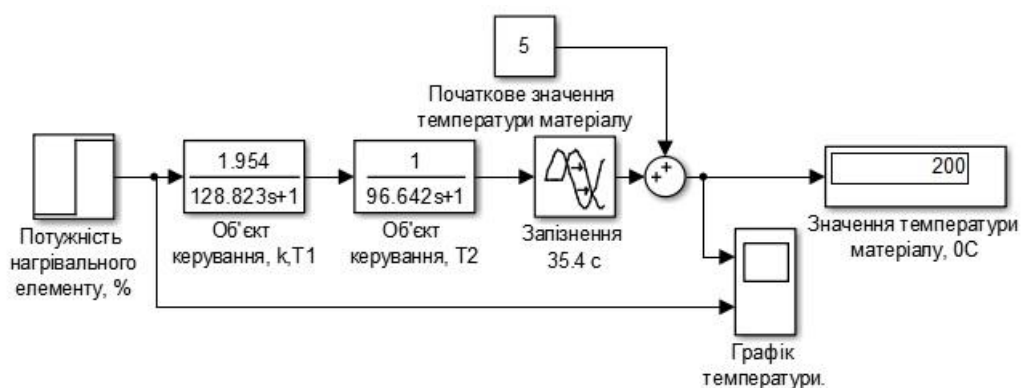 5
Початкове значення
температури матеріалу
1.954
128.823s+1
1
96.642s+1
200
Потужність
нагрівального
елементу, %
Об'єкт
керування, k,T1
Об'єкт
керування, T2
Запізнення
35.4 с
++
Значення температури
матеріалу, 0С
Графік
температури.